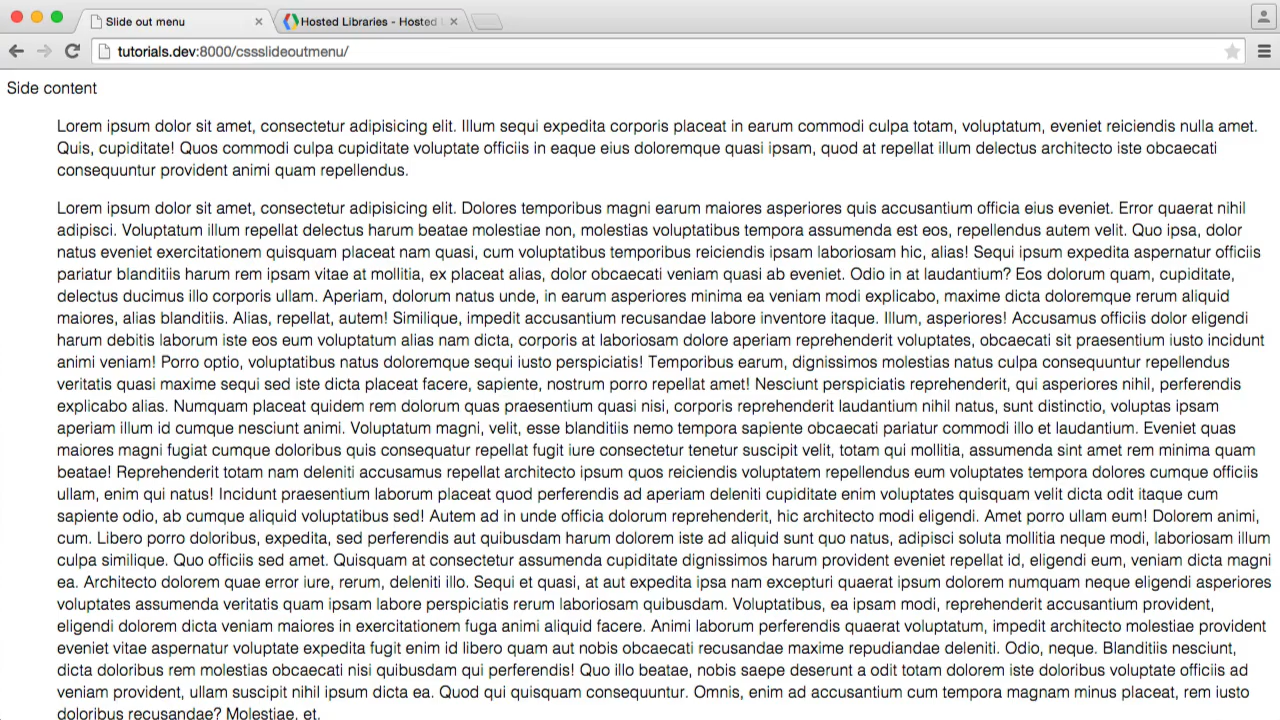 Slide out menu
Hosted Libraries - Hosted
tutorials.dev:8000/cssslideoutmenu/
Side content
Lorem ipsum dolor sit amet, consectetur adipisicing elit. Illum sequi expedita corporis placeat in earum commodi culpa totam, voluptatum, eveniet reiciendis nulla amet.
Quis, cupiditate! Quos commodi culpa cupiditate voluptate officiis in eaque eius doloremque quasi ipsam, quod at repellat illum delectus architecto iste obcaecati
consequuntur provident animi quam repellendus.
Lorem ipsum dolor sit amet, consectetur adipisicing elit. Dolores temporibus magni earum maiores asperiores quis accusantium officia eius eveniet. Error quaerat nihil
adipisci. Voluptatum illum repellat delectus harum beatae molestiae non, molestias voluptatibus tempora assumenda est eos, repellendus autem velit. Quo ipsa, dolor
natus eveniet exercitationem quisquam placeat nam quasi, cum voluptatibus temporibus reiciendis ipsam laboriosam hic, alias! Sequi ipsum expedita aspernatur officiis
pariatur blanditiis harum rem ipsam vitae at mollitia, ex placeat alias, dolor obcaecati veniam quasi ab eveniet. Odio in at laudantium? Eos dolorum quam, cupiditate,
delectus ducimus illo corporis ullam. Aperiam, dolorum natus unde, in earum asperiores minima ea veniam modi explicabo, maxime dicta doloremque rerum aliquid
maiores, alias blanditiis. Alias, repellat, autem! Similique, impedit accusantium recusandae labore inventore itaque. Illum, asperiores! Accusamus officiis dolor eligendi
harum debitis laborum iste eos eum voluptatum alias nam dicta, corporis at laboriosam dolore aperiam reprehenderit voluptates, obcaecati sit praesentium iusto incidunt
animi veniam! Porro optio, voluptatibus natus doloremque sequi iusto perspiciatis! Temporibus earum, dignissimos molestias natus culpa consequuntur repellendus
veritatis quasi maxime sequi sed iste dicta placeat facere, sapiente, nostrum porro repellat amet! Nesciunt perspiciatis reprehenderit, qui asperiores nihil, perferendis
explicabo alias. Numquam placeat quidem rem dolorum quas praesentium quasi nisi, corporis reprehenderit laudantium nihil natus, sunt distinctio, voluptas ipsam
aperiam illum id cumque nesciunt animi. Voluptatum magni, velit, esse blanditiis nemo tempora sapiente obcaecati pariatur commodi illo et laudantium. Eveniet quas
maiores magni fugiat cumque doloribus quis consequatur repellat fugit iure consectetur tenetur suscipit velit, totam qui mollitia, assumenda sint amet rem minima quam
beatae! Reprehenderit totam nam deleniti accusamus repellat architecto ipsum quos reiciendis voluptatem repellendus eum voluptates tempora dolores cumque officiis
ullam, enim qui natus! Incidunt praesentium laborum placeat quod perferendis ad aperiam deleniti cupiditate enim voluptates quisquam velit dicta odit itaque cum
sapiente odio, ab cumque aliquid voluptatibus sed! Autem ad in unde officia dolorum reprehenderit, hic architecto modi eligendi. Amet porro ullam eum! Dolorem animi,
cum. Libero porro doloribus, expedita, sed perferendis aut quibusdam harum dolorem iste ad aliquid sunt quo natus, adipisci soluta mollitia neque modi, laboriosam illum
culpa similique. Quo officiis sed amet. Quisquam at consectetur assumenda cupiditate dignissimos harum provident eveniet repellat id, eligendi eum, veniam dicta magni
ea. Architecto dolorem quae error iure, rerum, deleniti illo. Sequi et quasi, at aut expedita ipsa nam excepturi quaerat ipsum dolorem numquam neque eligendi asperiores
voluptates assumenda veritatis quam ipsam labore perspiciatis rerum laboriosam quibusdam. Voluptatibus, ea ipsam modi, reprehenderit accusantium provident,
eligendi dolorem dicta veniam maiores in exercitationem fuga animi aliquid facere. Animi laborum perferendis quaerat voluptatum, impedit architecto molestiae provident
eveniet vitae aspernatur voluptate expedita fugit enim id libero quam aut nobis obcaecati recusandae maxime repudiandae deleniti. Odio, neque. Blanditiis nesciunt,
dicta doloribus rem molestias obcaecati nisi quibusdam qui perferendis! Quo illo beatae, nobis saepe deserunt a odit totam dolorem iste doloribus voluptate officiis ad
veniam provident, ullam suscipit nihil ipsum dicta ea. Quod qui quisquam consequuntur. Omnis, enim ad accusantium cum tempora magnam minus placeat, rem iusto
doloribus recusandae? Molestiae, et.